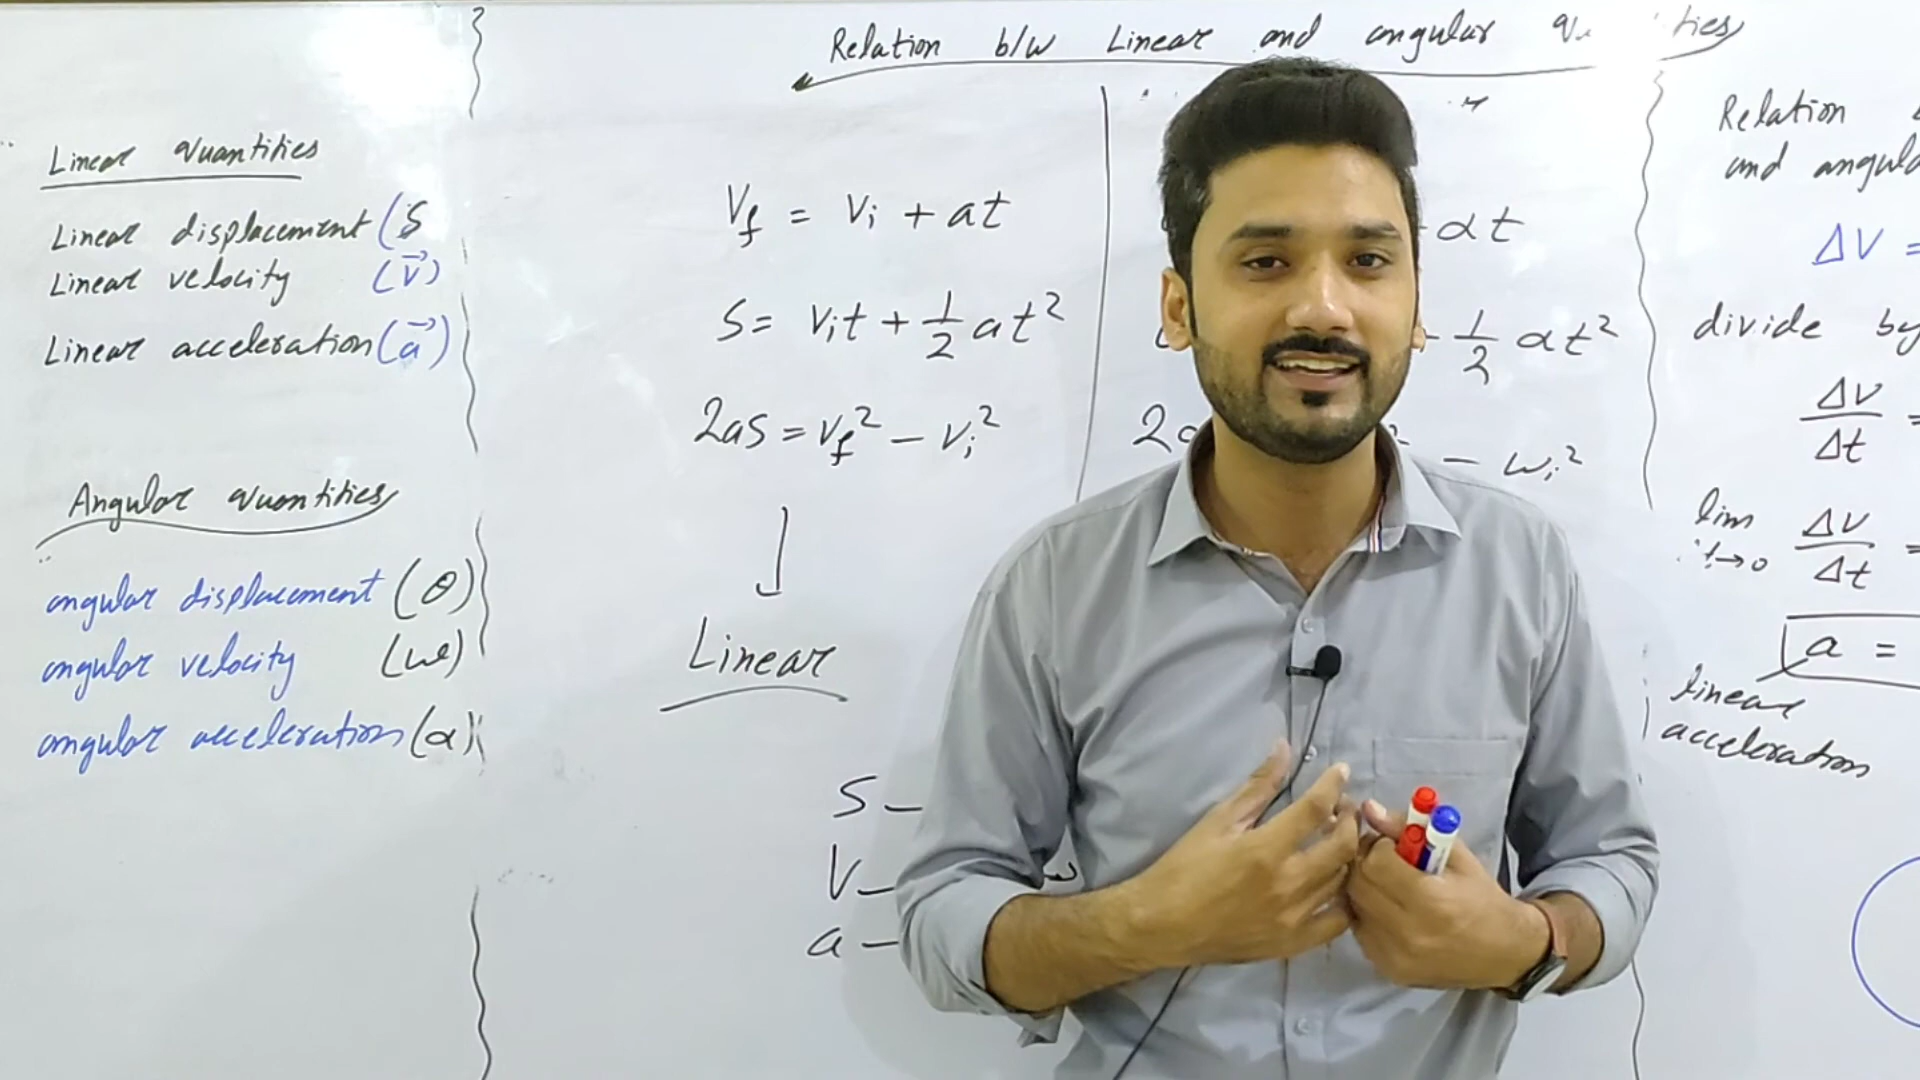 Relation b/w Linear and angular
Linear quantities
Linear displacement (S
Linear velocity (v⃗)
Linear acceleration (a⃗)
Angular quantities
angular displacement (θ)
angular velocity (ω)
angular acceleration (α)
Vf = Vi + at
S = Vit + 1/2 at²
2as = vf² - vi²
Linear
S -
V -
a -
αt
- 1/2 αt²
2
- ωi²
Relation
and
ΔV =
divide by
ΔV/Δt =
lim t→0 ΔV/Δt =
a =
linear
acceleration